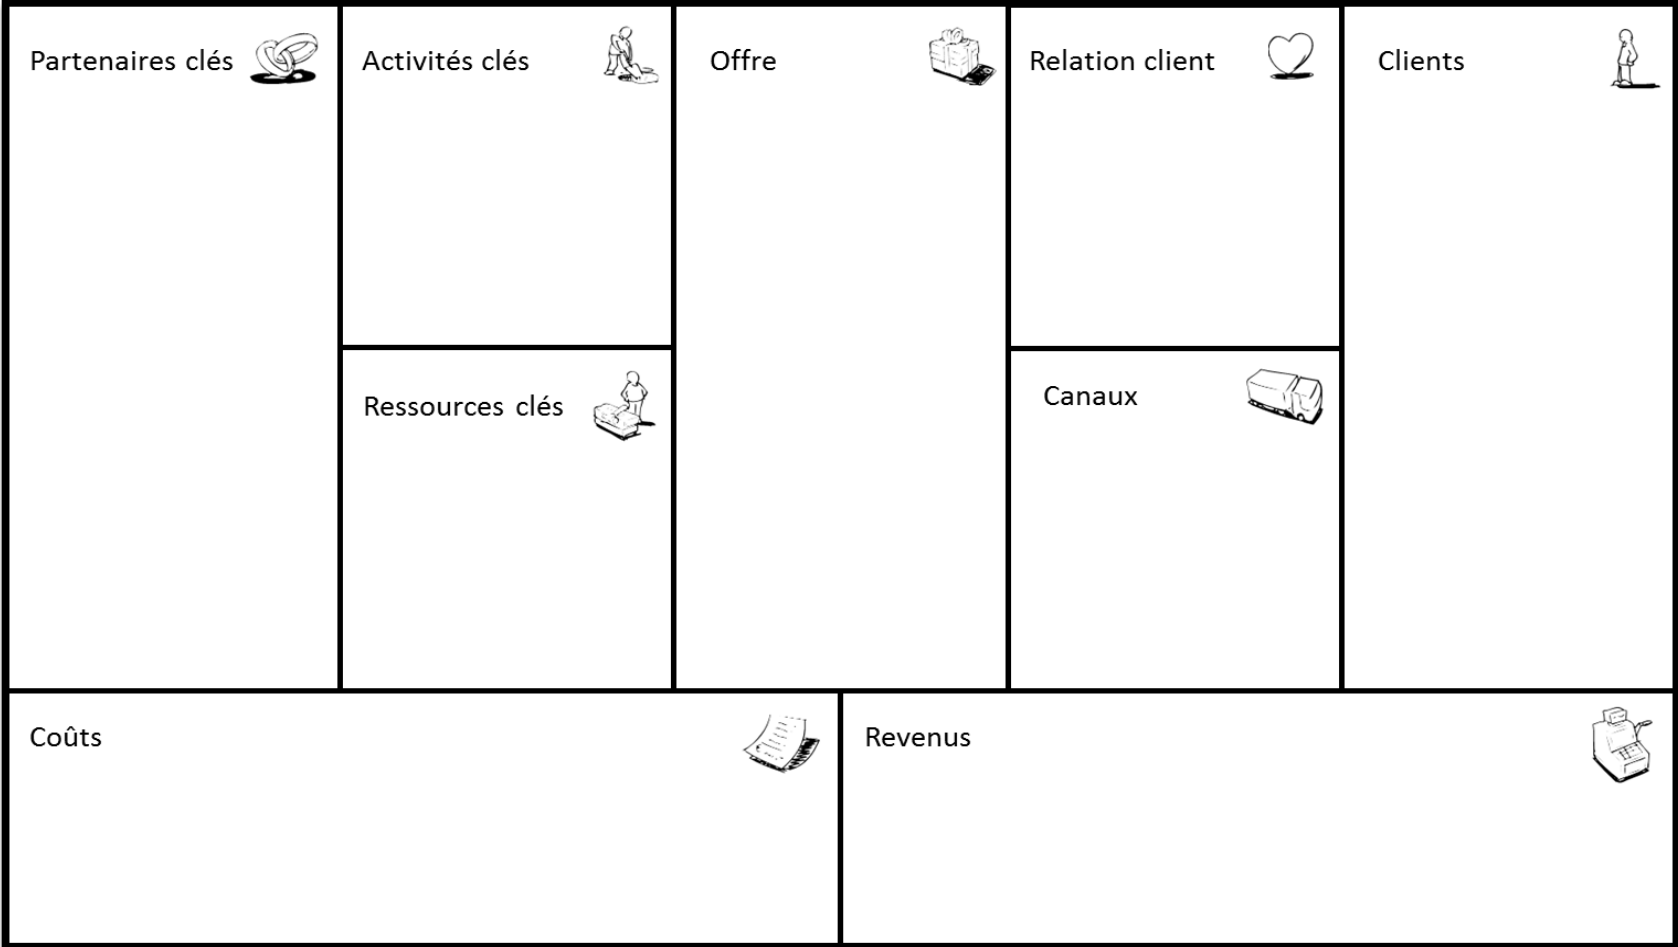 Partenaires clés
Activités clés
Offre
Relation client
Clients
Ressources clés
Canaux
Coûts
Revenus